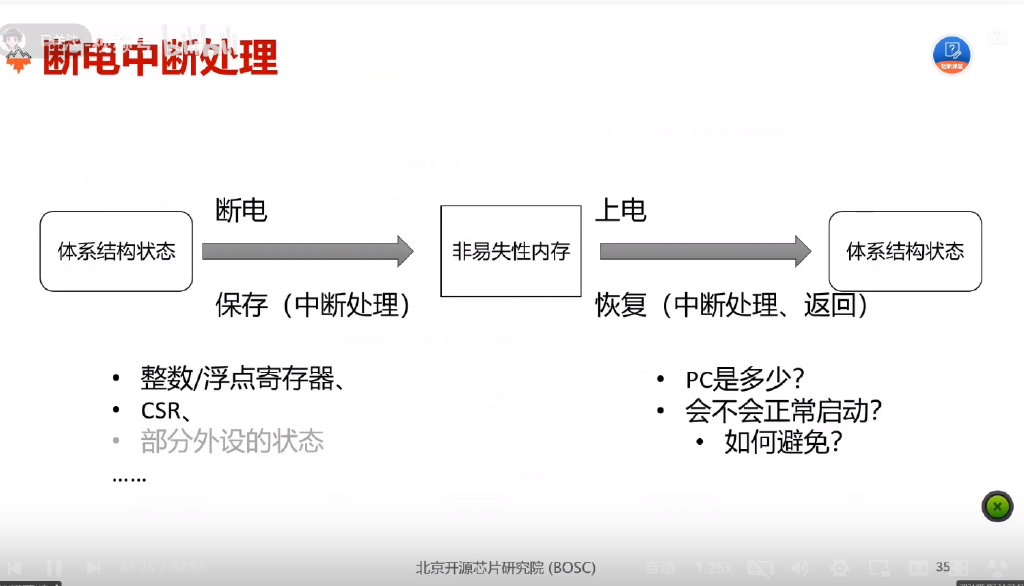 断电中断处理
断电
上电
体系结构状态
非易失性内存
体系结构状态
保存（中断处理）
恢复（中断处理、返回）
• 整数/浮点寄存器、
• CSR、
• 部分外设的状态
……
• PC是多少？
• 会不会正常启动？
• 如何避免？
北京开源芯片研究院 (BOSC)
1.25x
35